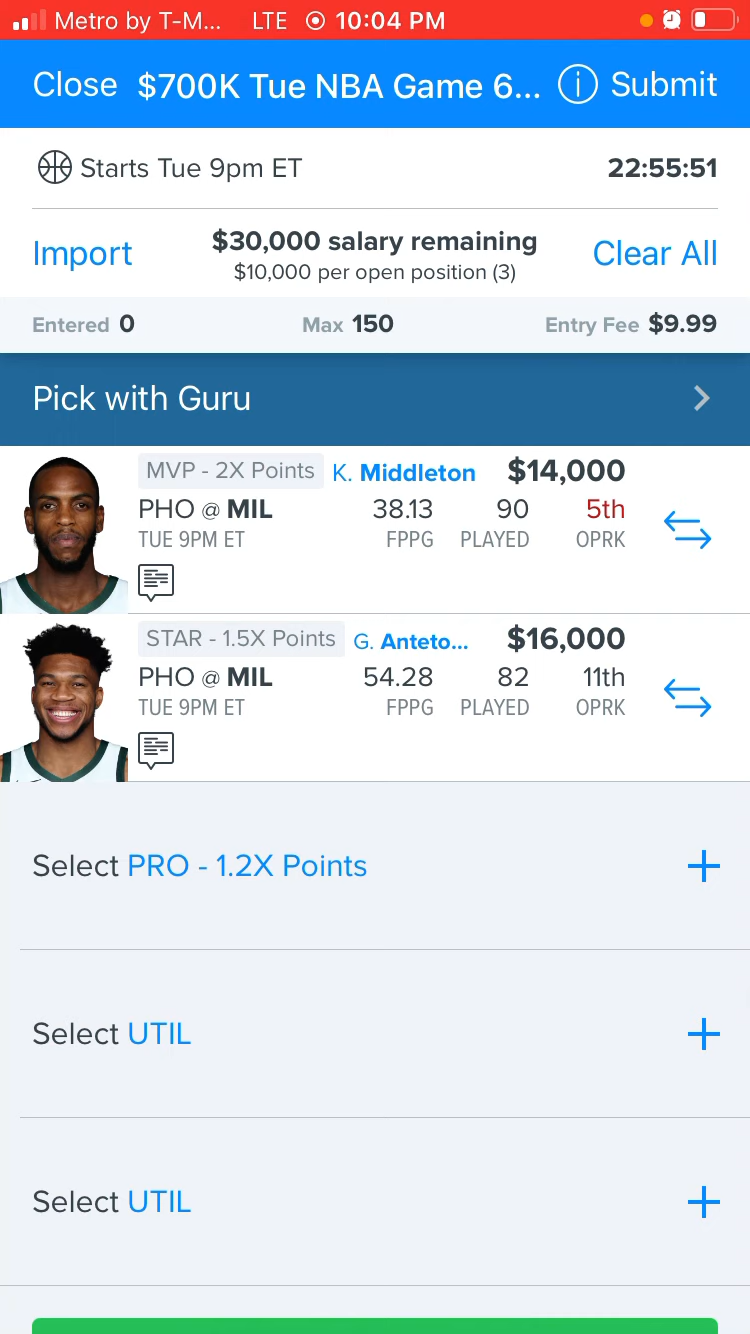 Metro by T-M... LTE 10:04 PM
Close $700K Tue NBA Game 6... Submit
Starts Tue 9pm ET 22:55:51
Import $30,000 salary remaining Clear All
$10,000 per open position (3)
Entered 0 Max 150 Entry Fee $9.99
Pick with Guru
MVP - 2X Points K. Middleton $14,000
PHO @ MIL 38.13 90 5th
TUE 9PM ET FPPG PLAYED OPRK
STAR - 1.5X Points G. Anteto... $16,000
PHO @ MIL 54.28 82 11th
TUE 9PM ET FPPG PLAYED OPRK
Select PRO - 1.2X Points
Select UTIL
Select UTIL